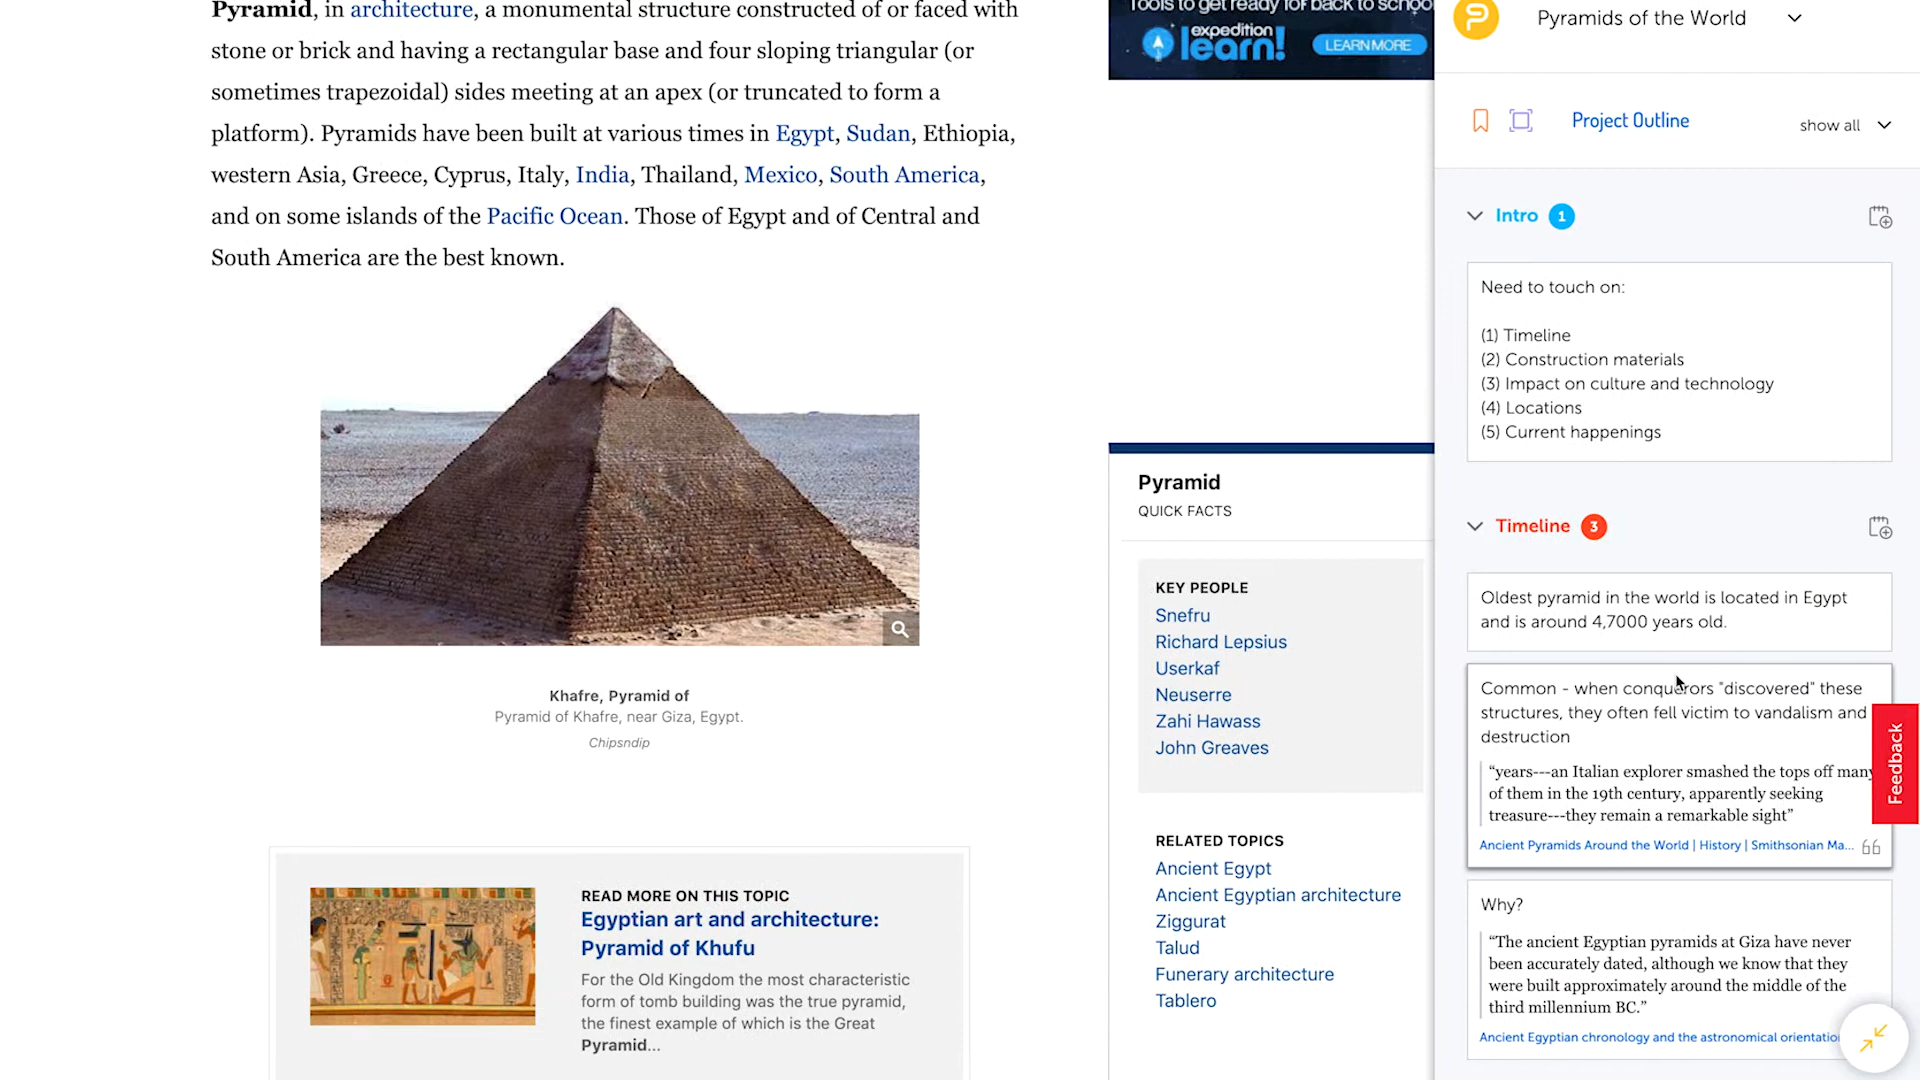 Pyramid, in architecture, a monumental structure constructed of or faced with
stone or brick and having a rectangular base and four sloping triangular (or
sometimes trapezoidal) sides meeting at an apex (or truncated to form a
platform). Pyramids have been built at various times in Egypt, Sudan, Ethiopia,
western Asia, Greece, Cyprus, Italy, India, Thailand, Mexico, South America,
and on some islands of the Pacific Ocean. Those of Egypt and of Central and
South America are the best known.
Khafre, Pyramid of
Pyramid of Khafre, near Giza, Egypt.
Chipsndip
READ MORE ON THIS TOPIC
Egyptian art and architecture:
Pyramid of Khufu
For the Old Kingdom the most characteristic
form of tomb building was the true pyramid,
the finest example of which is the Great
Pyramid...
Tools to get ready for back to school
expedition
learn!
LEARN MORE
Pyramid
QUICK FACTS
KEY PEOPLE
Snefru
Richard Lepsius
Userkaf
Neuserre
Zahi Hawass
John Greaves
RELATED TOPICS
Ancient Egypt
Ancient Egyptian architecture
Ziggurat
Talud
Funerary architecture
Tablero
Pyramids of the World
Project Outline
show all
Intro 1
Need to touch on:
(1) Timeline
(2) Construction materials
(3) Impact on culture and technology
(4) Locations
(5) Current happenings
Timeline 3
Oldest pyramid in the world is located in Egypt
and is around 4,7000 years old.
Common - when conquerors "discovered" these
structures, they often fell victim to vandalism and
destruction
“years---an Italian explorer smashed the tops off many
of them in the 19th century, apparently seeking
treasure---they remain a remarkable sight”
Ancient Pyramids Around the World | History | Smithsonian Ma...
Feedback
Why?
“The ancient Egyptian pyramids at Giza have never
been accurately dated, although we know that they
were built approximately around the middle of the
third millennium BC.”
Ancient Egyptian chronology and the astronomical orientatio